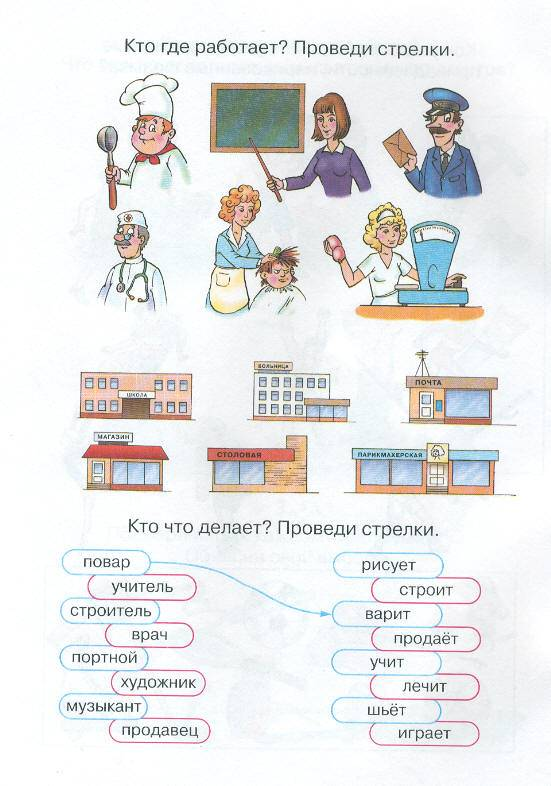 Кто где работает? Проведи стрелки.
ШКОЛА
БОЛЬНИЦА
ПОЧТА
МАГАЗИН
СТОЛОВАЯ
ПАРИКМАХЕРСКАЯ
Кто что делает? Проведи стрелки.
повар
рисует
учитель
строит
строитель
варит
врач
продаёт
портной
учит
художник
лечит
музыкант
шьёт
продавец
играет